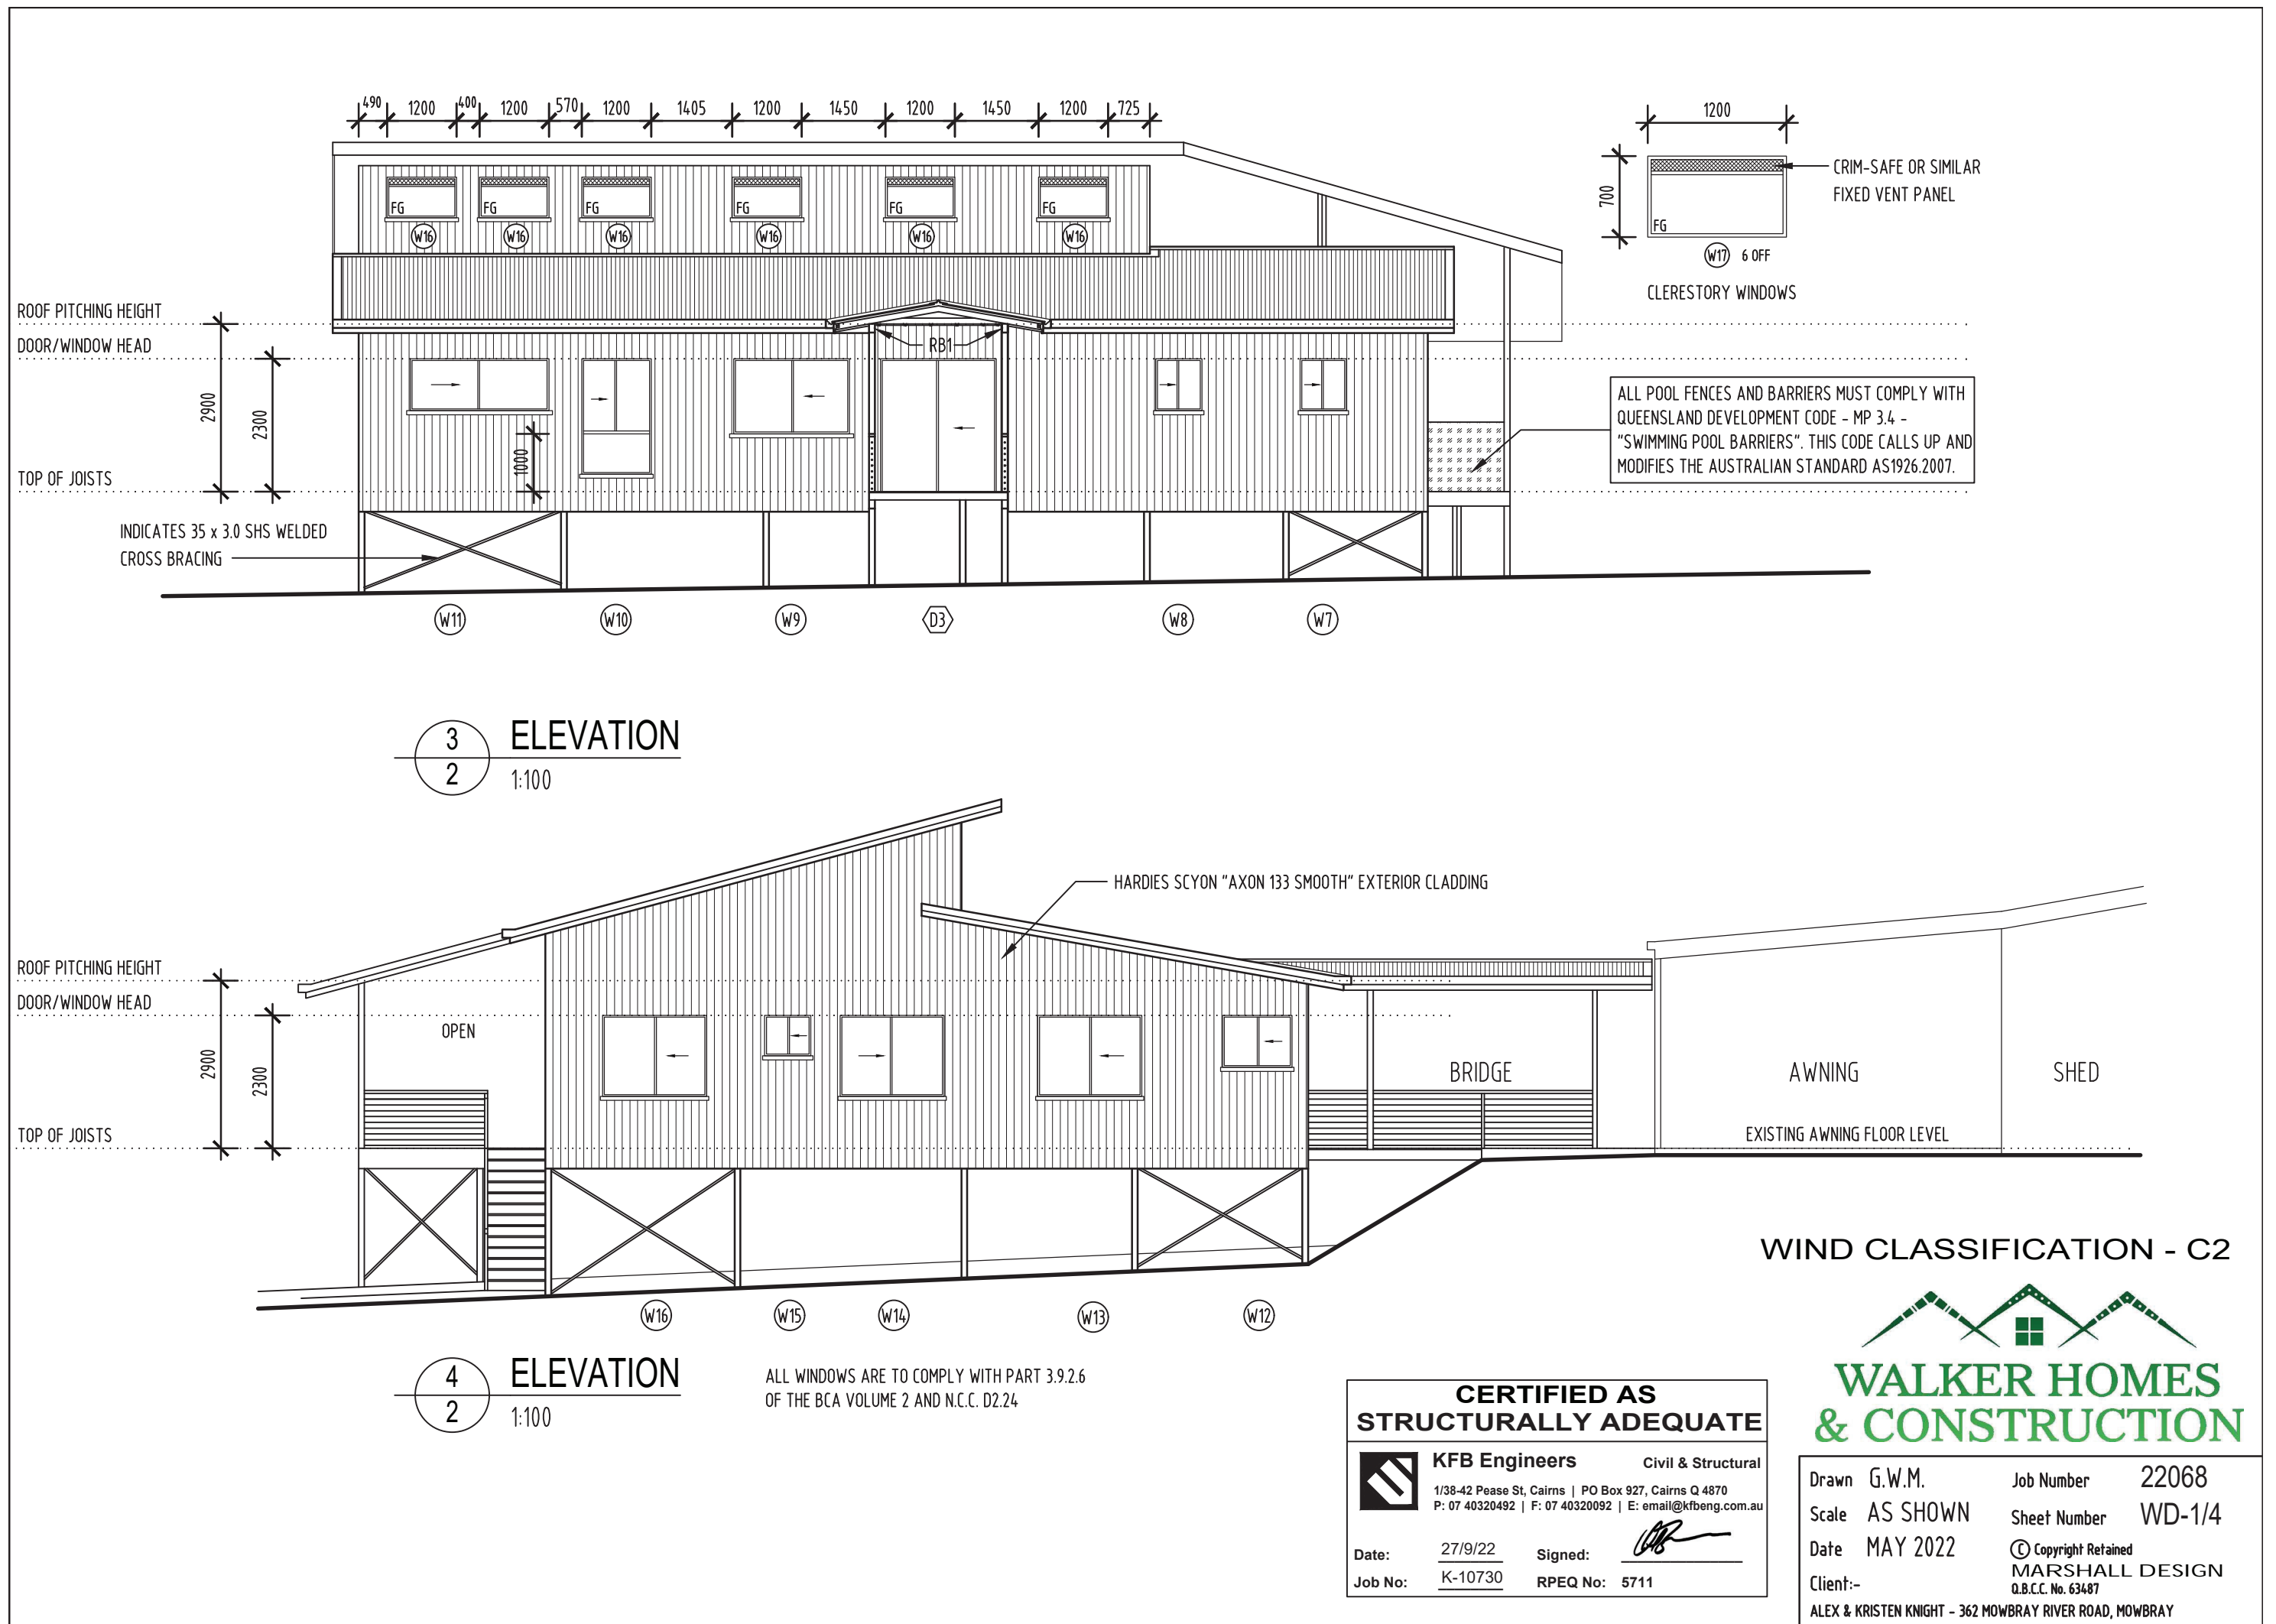 490 1200 400 1200 570 1200 1405 1200 1450 1200 1450 1200 725
FG FG FG FG FG FG
W16 W16 W16 W16 W16 W16
1200
700
CRIM-SAFE OR SIMILAR
FIXED VENT PANEL
FG
W17 6 OFF
CLERESTORY WINDOWS
ROOF PITCHING HEIGHT
DOOR/WINDOW HEAD
RB1
2900
2300
1000
TOP OF JOISTS
ALL POOL FENCES AND BARRIERS MUST COMPLY WITH
QUEENSLAND DEVELOPMENT CODE - MP 3.4 -
"SWIMMING POOL BARRIERS". THIS CODE CALLS UP AND
MODIFIES THE AUSTRALIAN STANDARD AS1926.2007.
INDICATES 35 x 3.0 SHS WELDED
CROSS BRACING
W11 W10 W9 D3 W8 W7
3
2
ELEVATION
1:100
HARDIES SCYON "AXON 133 SMOOTH" EXTERIOR CLADDING
ROOF PITCHING HEIGHT
DOOR/WINDOW HEAD
OPEN
2900
2300
BRIDGE
AWNING
SHED
TOP OF JOISTS
EXISTING AWNING FLOOR LEVEL
W16 W15 W14 W13 W12
4
2
ELEVATION
1:100
ALL WINDOWS ARE TO COMPLY WITH PART 3.9.2.6
OF THE BCA VOLUME 2 AND N.C.C. D2.24
WIND CLASSIFICATION - C2
WALKER HOMES
& CONSTRUCTION
CERTIFIED AS
STRUCTURALLY ADEQUATE
KFB Engineers Civil & Structural
1/38-42 Pease St, Cairns | PO Box 927, Cairns Q 4870
P: 07 40320492 | F: 07 40320092 | E: email@kfbeng.com.au
Date: 27/9/22 Signed:
Job No: K-10730 RPEQ No: 5711
Drawn G.W.M. Job Number 22068
Scale AS SHOWN Sheet Number WD-1/4
Date MAY 2022 © Copyright Retained
MARSHALL DESIGN
Client:- Q.B.C.C. No. 63487
ALEX & KRISTEN KNIGHT - 362 MOWBRAY RIVER ROAD, MOWBRAY